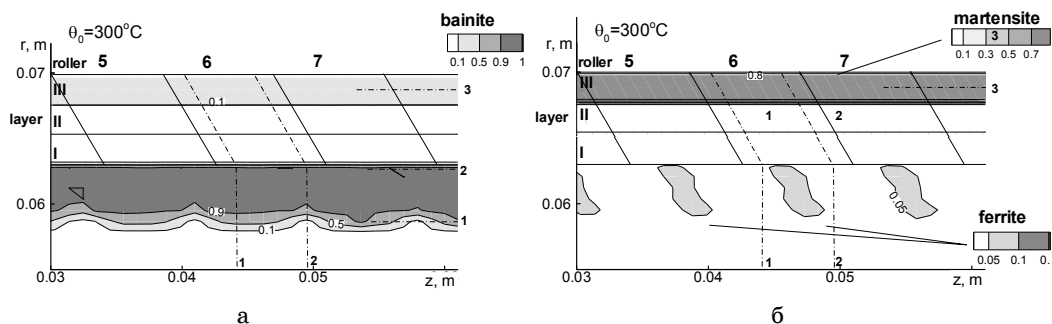 θ₀=300°C
bainite
0.1 0.5 0.9 1
r, m
roller 5 6 7
0.07
III
3
0.1
layer II
I
2
0.06
0.9
0.5
1
0.1
1 2
0.03 0.04 0.05
z, m
а
θ₀=300°C
martensite
3
0.1 0.3 0.5 0.7
r, m
roller 5 6 7
0.07
0.8
III
3
layer II
1 2
I
0.06
0.05
ferrite
0.05 0.1 0.
1 2
0.03 0.04 0.05
z, m
б